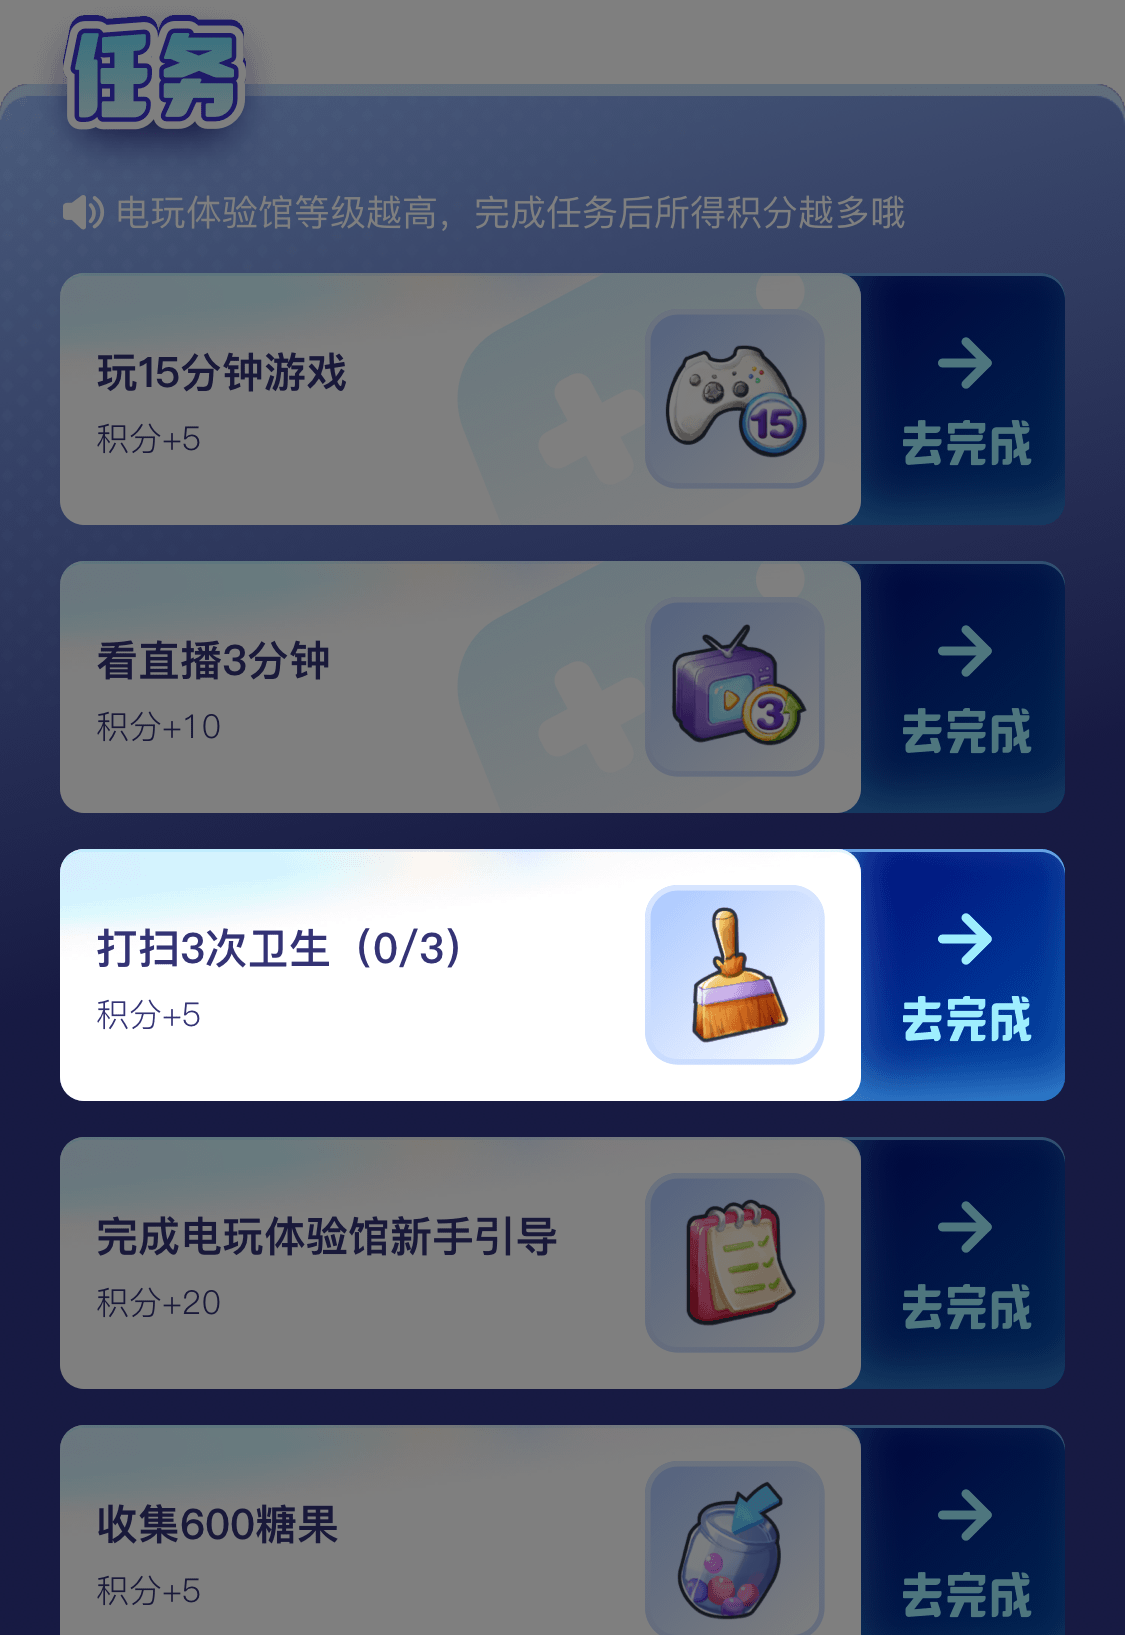 任务
电玩体验馆等级越高，完成任务后所得积分越多哦
玩15分钟游戏
积分+5
15
去完成
看直播3分钟
积分+10
3
去完成
打扫3次卫生（0/3）
积分+5
去完成
完成电玩体验馆新手引导
积分+20
去完成
收集600糖果
积分+5
去完成